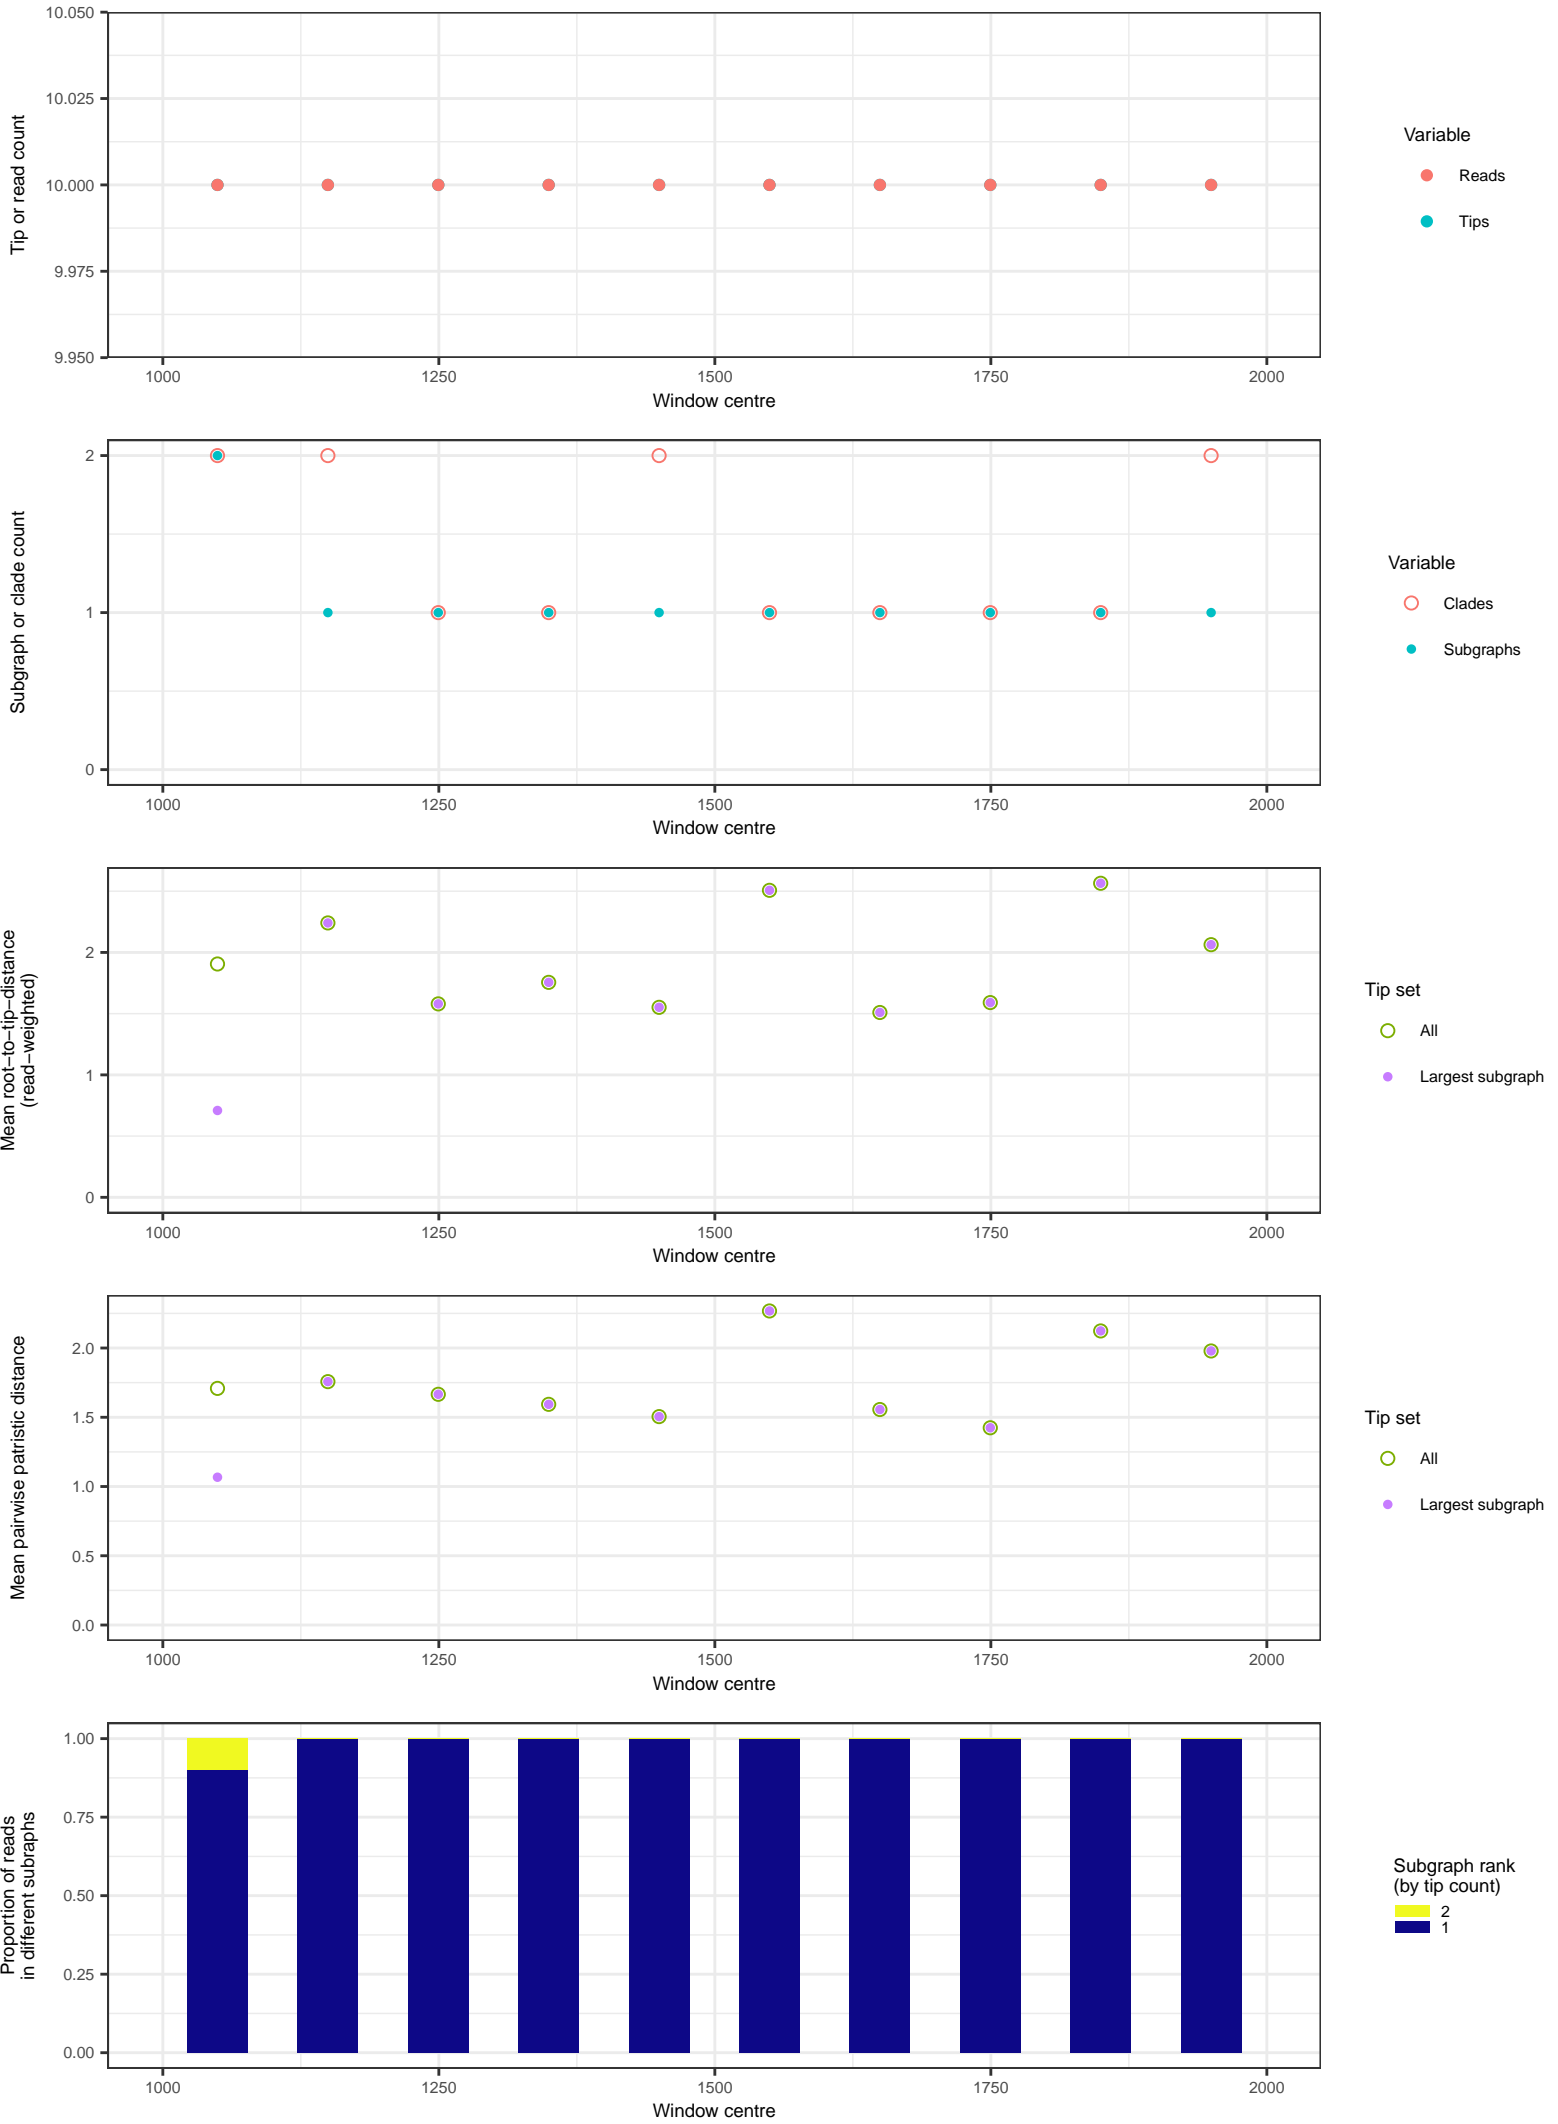 10.050
10.025
10.000
9.975
9.950
Tip or read count
1000 1250 1500 1750 2000
Window centre
Variable
Reads
Tips
2
1
0
Subgraph or clade count
1000 1250 1500 1750 2000
Window centre
Variable
Clades
Subgraphs
2
1
0
Mean root−to−tip−distance
(read−weighted)
1000 1250 1500 1750 2000
Window centre
Tip set
All
Largest subgraph
2.0
1.5
1.0
0.5
0.0
Mean pairwise patristic distance
1000 1250 1500 1750 2000
Window centre
Tip set
All
Largest subgraph
1.00
0.75
0.50
0.25
0.00
Proportion of reads
in different subraphs
1000 1250 1500 1750 2000
Window centre
Subgraph rank
(by tip count)
2
1